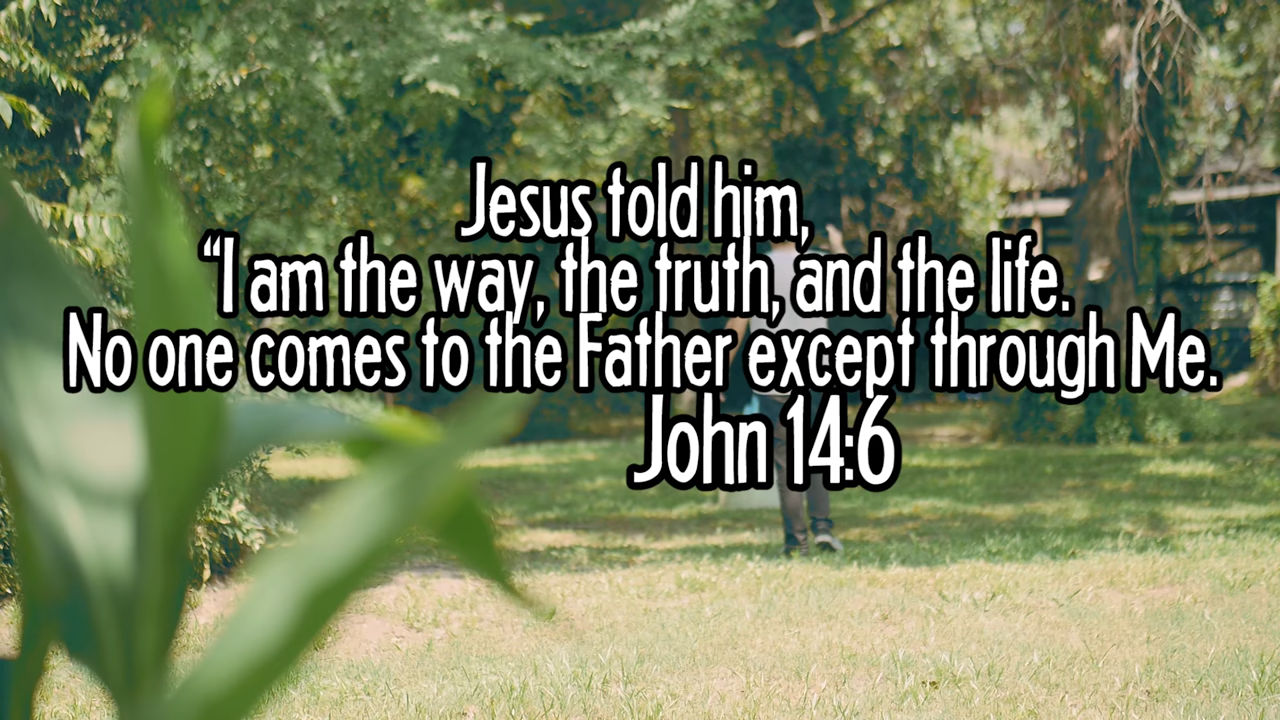 Jesus told him,
“I am the way, the truth, and the life.
No one comes to the Father except through Me.
John 14:6